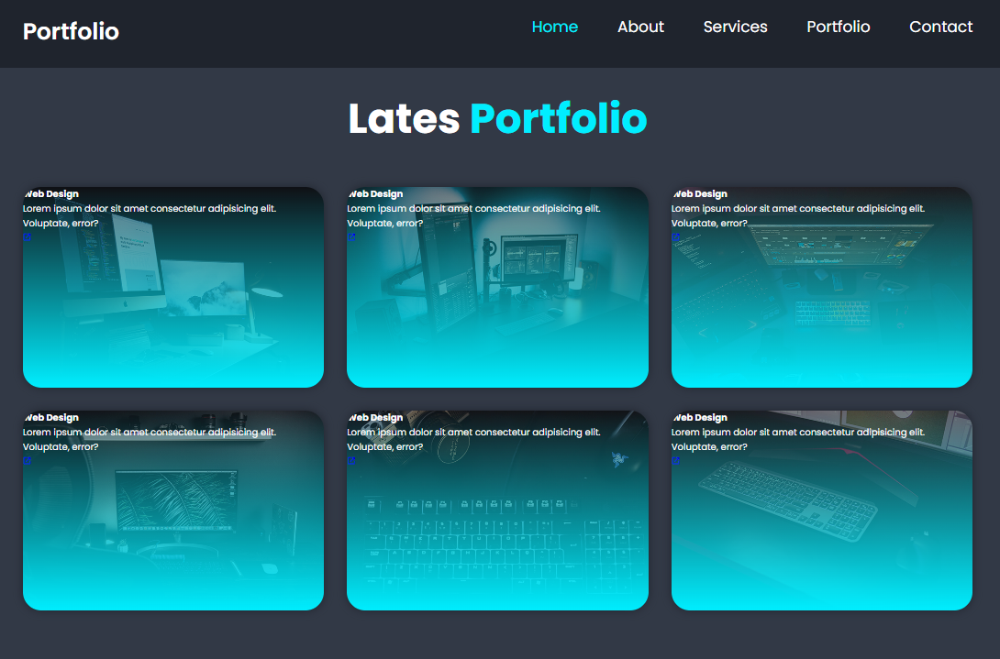 Portfolio
Home About Services Portfolio Contact
Lates Portfolio
Web Design
Lorem ipsum dolor sit amet consectetur adipisicing elit.
Voluptate, error?
Web Design
Lorem ipsum dolor sit amet consectetur adipisicing elit.
Voluptate, error?
Web Design
Lorem ipsum dolor sit amet consectetur adipisicing elit.
Voluptate, error?
Web Design
Lorem ipsum dolor sit amet consectetur adipisicing elit.
Voluptate, error?
Web Design
Lorem ipsum dolor sit amet consectetur adipisicing elit.
Voluptate, error?
Web Design
Lorem ipsum dolor sit amet consectetur adipisicing elit.
Voluptate, error?